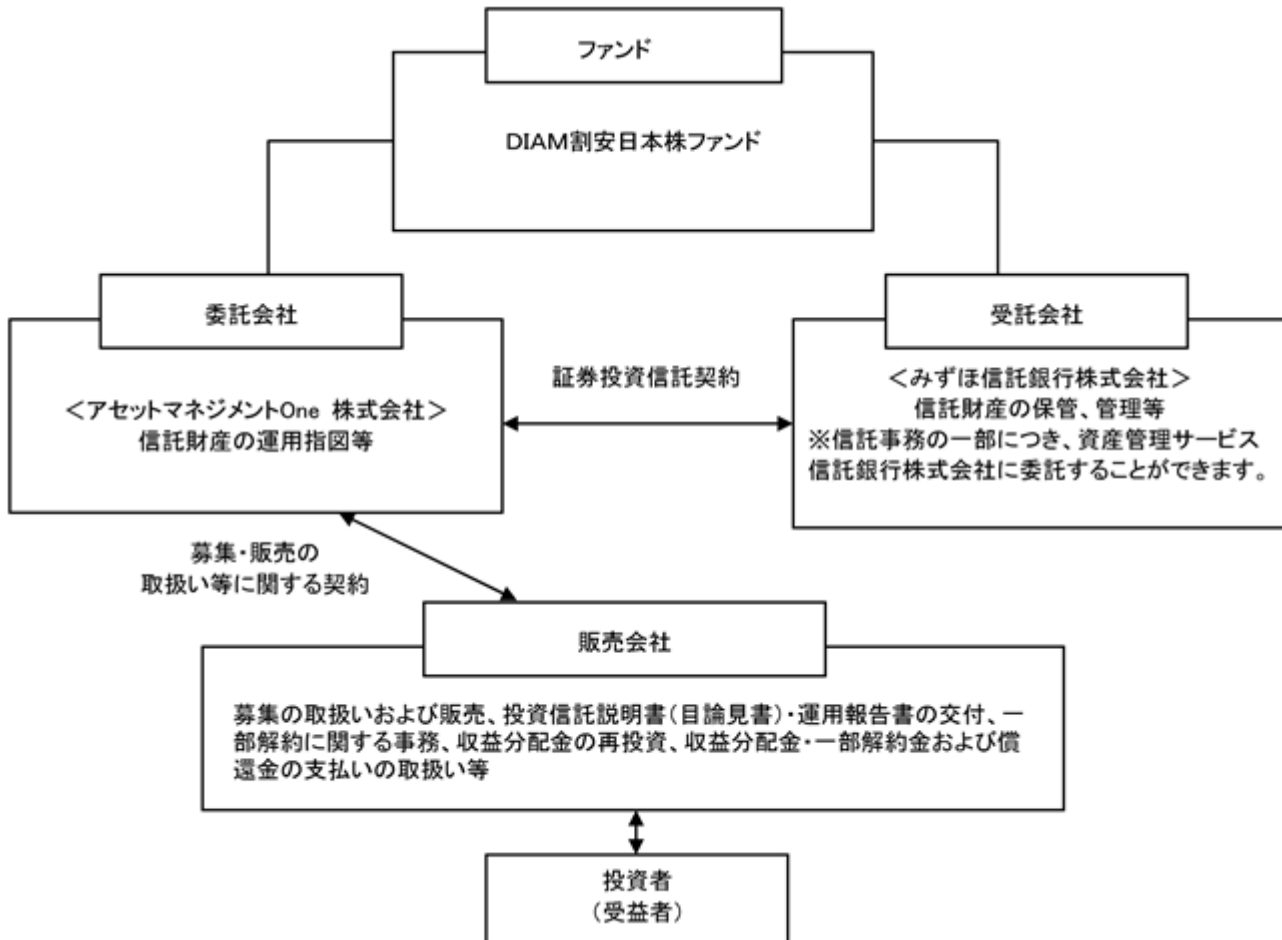 ファンド
DIAM割安日本株ファンド
委託会社
<アセットマネジメントOne 株式会社>
信託財産の運用指図等
証券投資信託契約
受託会社
<みずほ信託銀行株式会社>
信託財産の保管、管理等
※信託事務の一部につき、資産管理サービス
信託銀行株式会社に委託することができます。
募集・販売の
取扱い等に関する契約
販売会社
募集の取扱いおよび販売、投資信託説明書(目論見書)・運用報告書の交付、一
部解約に関する事務、収益分配金の再投資、収益分配金・一部解約金および償
還金の支払いの取扱い等
投資者
(受益者)